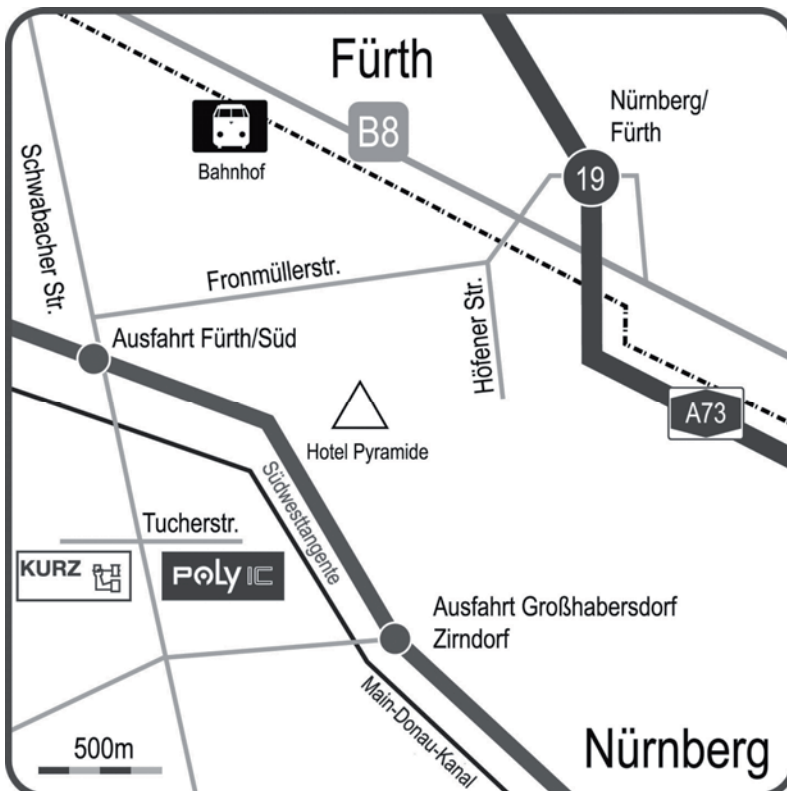 Fürth
B8
Bahnhof
Nürnberg/
Fürth
19
Schwabacher Str.
Fronmüllerstr.
Höfener Str.
Ausfahrt Fürth/Süd
A73
Hotel Pyramide
Südwesttangente
Tucherstr.
KURZ
POLY IC
Ausfahrt Großhabersdorf
Zirndorf
Main-Donau-Kanal
500m
Nürnberg